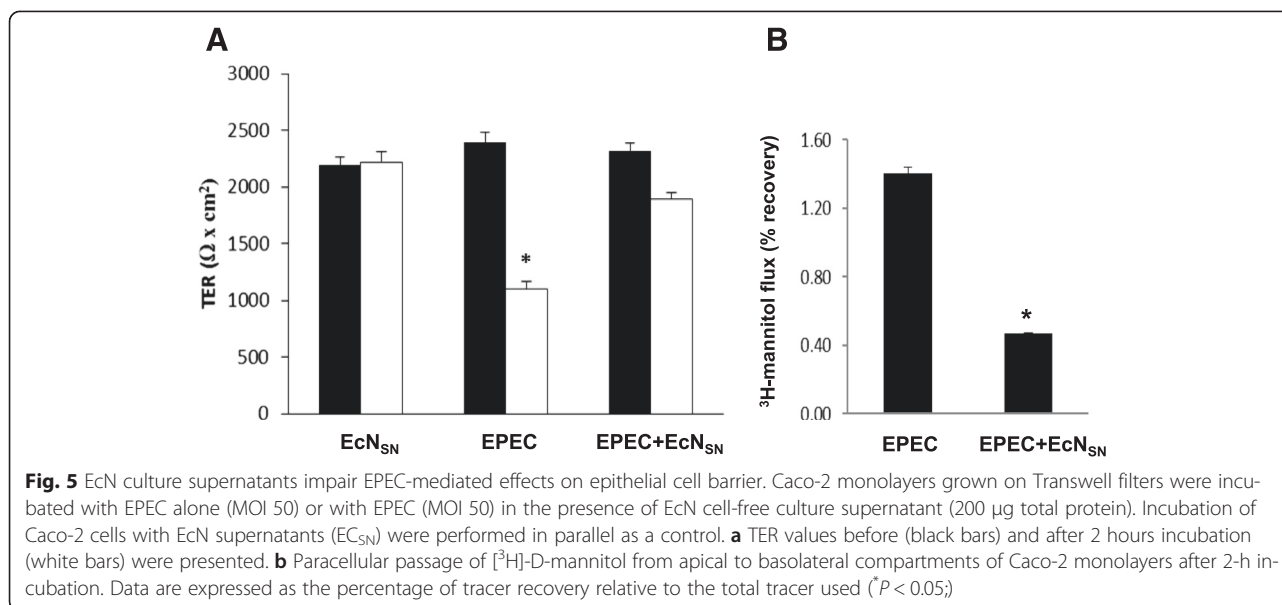 A
B
3000
2500
2000
1500
1000
500
0
TER (Ω x cm²)
*
EcN_SN
EPEC
EPEC+EcN_SN
1.60
1.20
0.80
0.40
0.00
³H-mannitol flux (% recovery)
*
EPEC
EPEC+EcN_SN
Fig. 5 EcN culture supernatants impair EPEC-mediated effects on epithelial cell barrier. Caco-2 monolayers grown on Transwell filters were incu-
bated with EPEC alone (MOI 50) or with EPEC (MOI 50) in the presence of EcN cell-free culture supernatant (200 μg total protein). Incubation of
Caco-2 cells with EcN supernatants (EC_SN) were performed in parallel as a control. a TER values before (black bars) and after 2 hours incubation
(white bars) were presented. b Paracellular passage of [³H]-D-mannitol from apical to basolateral compartments of Caco-2 monolayers after 2-h in-
cubation. Data are expressed as the percentage of tracer recovery relative to the total tracer used (*P < 0.05;)